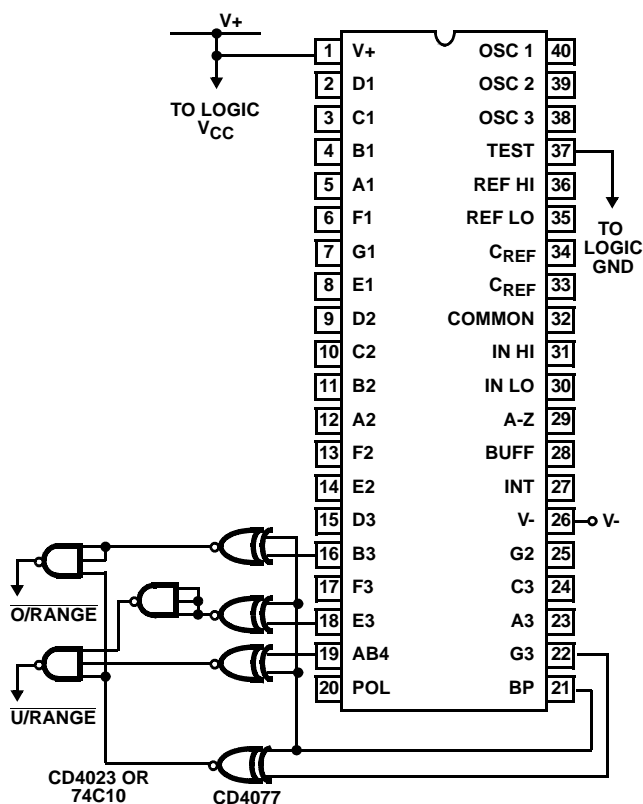 V+
1 V+ OSC 1 40
2 D1 OSC 2 39
TO LOGIC
VCC
3 C1 OSC 3 38
4 B1 TEST 37
5 A1 REF HI 36
6 F1 REF LO 35
TO
LOGIC
GND
7 G1 CREF 34
8 E1 CREF 33
9 D2 COMMON 32
10 C2 IN HI 31
11 B2 IN LO 30
12 A2 A-Z 29
13 F2 BUFF 28
14 E2 INT 27
15 D3 V- 26 V-
16 B3 G2 25
O/RANGE
17 F3 C3 24
18 E3 A3 23
19 AB4 G3 22
20 POL BP 21
U/RANGE
CD4023 OR
74C10
CD4077